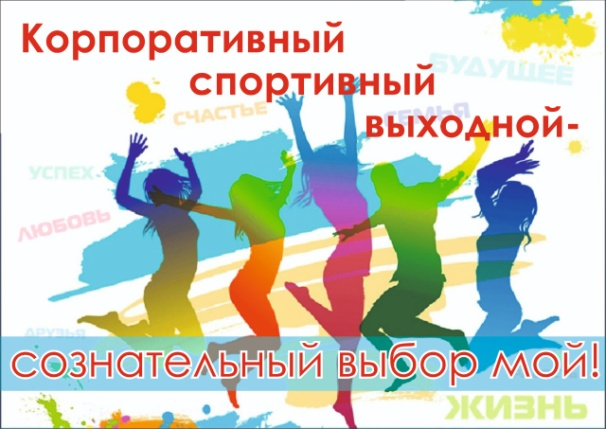 Корпоративный
спортивный
выходной-
БУДУЩЕЕ
СЧАСТЬЕ
СЕМЬЯ
УСПЕХ
ЛЮБОВЬ
ДРУЗЬЯ
сознательный выбор мой!
ЖИЗНЬ